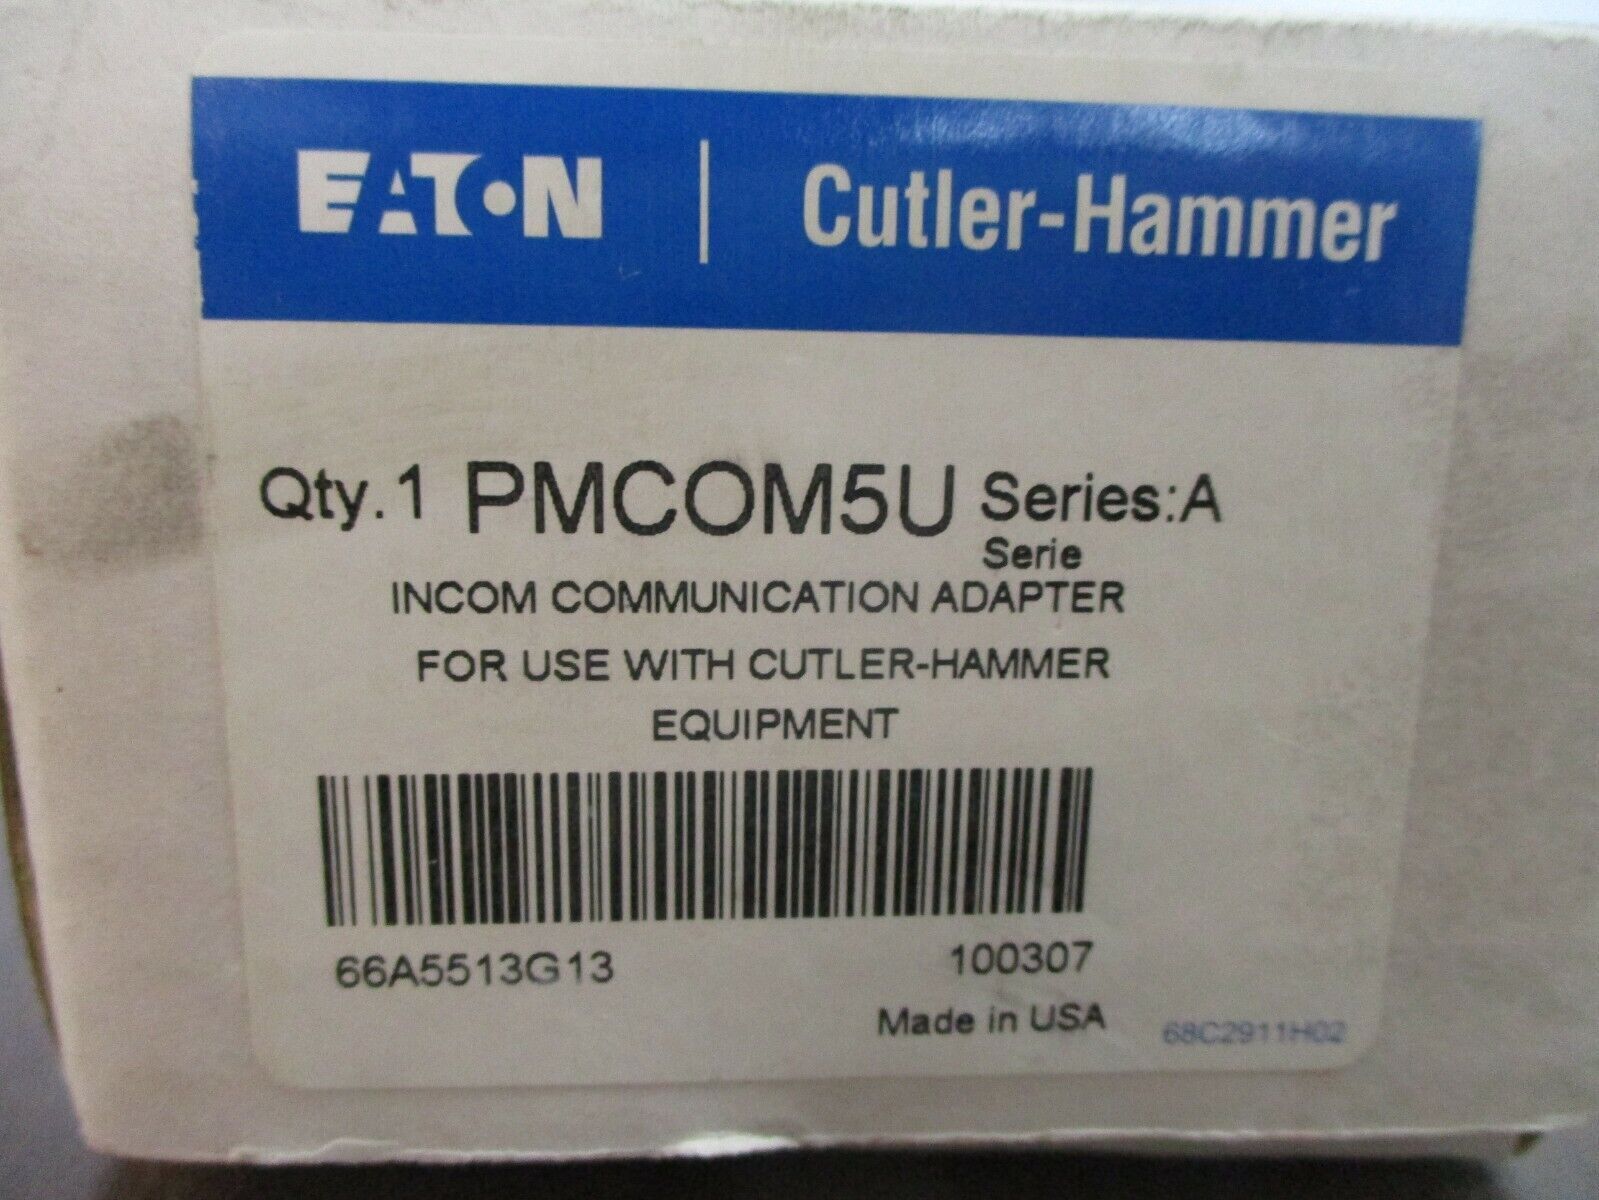 EATON | Cutler-Hammer
Qty. 1 PMCOM5U Series:A
Serie
INCOM COMMUNICATION ADAPTER
FOR USE WITH CUTLER-HAMMER
EQUIPMENT
66A5513G13 100307
Made in USA 68C2911H02